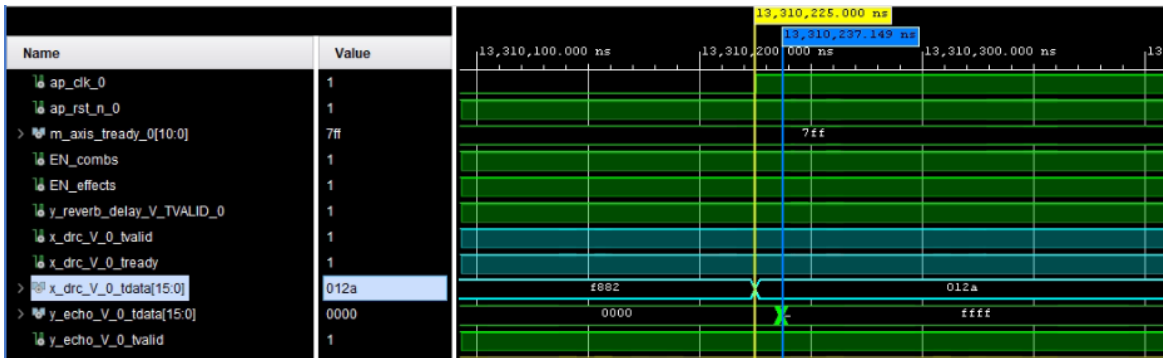 13,310,225.000 ns
13,310,237.149 ns
Name Value 13,310,100.000 ns 13,310,200.000 ns 13,310,300.000 ns 13
ap_clk_0 1
ap_rst_n_0 1
m_axis_tready_0[10:0] 7ff 7ff
EN_combs 1
EN_effects 1
y_reverb_delay_V_TVALID_0 1
x_drc_V_0_tvalid 1
x_drc_V_0_tready 1
x_drc_V_0_tdata[15:0] 012a f882 012a
y_echo_V_0_tdata[15:0] 0000 0000 ffff
y_echo_V_0_tvalid 1